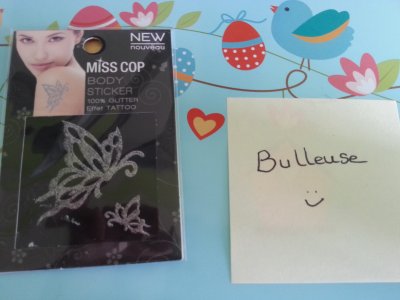 NEW
nouveau
MISS COP
BODY
STICKER
100% GLITTER
Effet TATTOO
Bulleuse